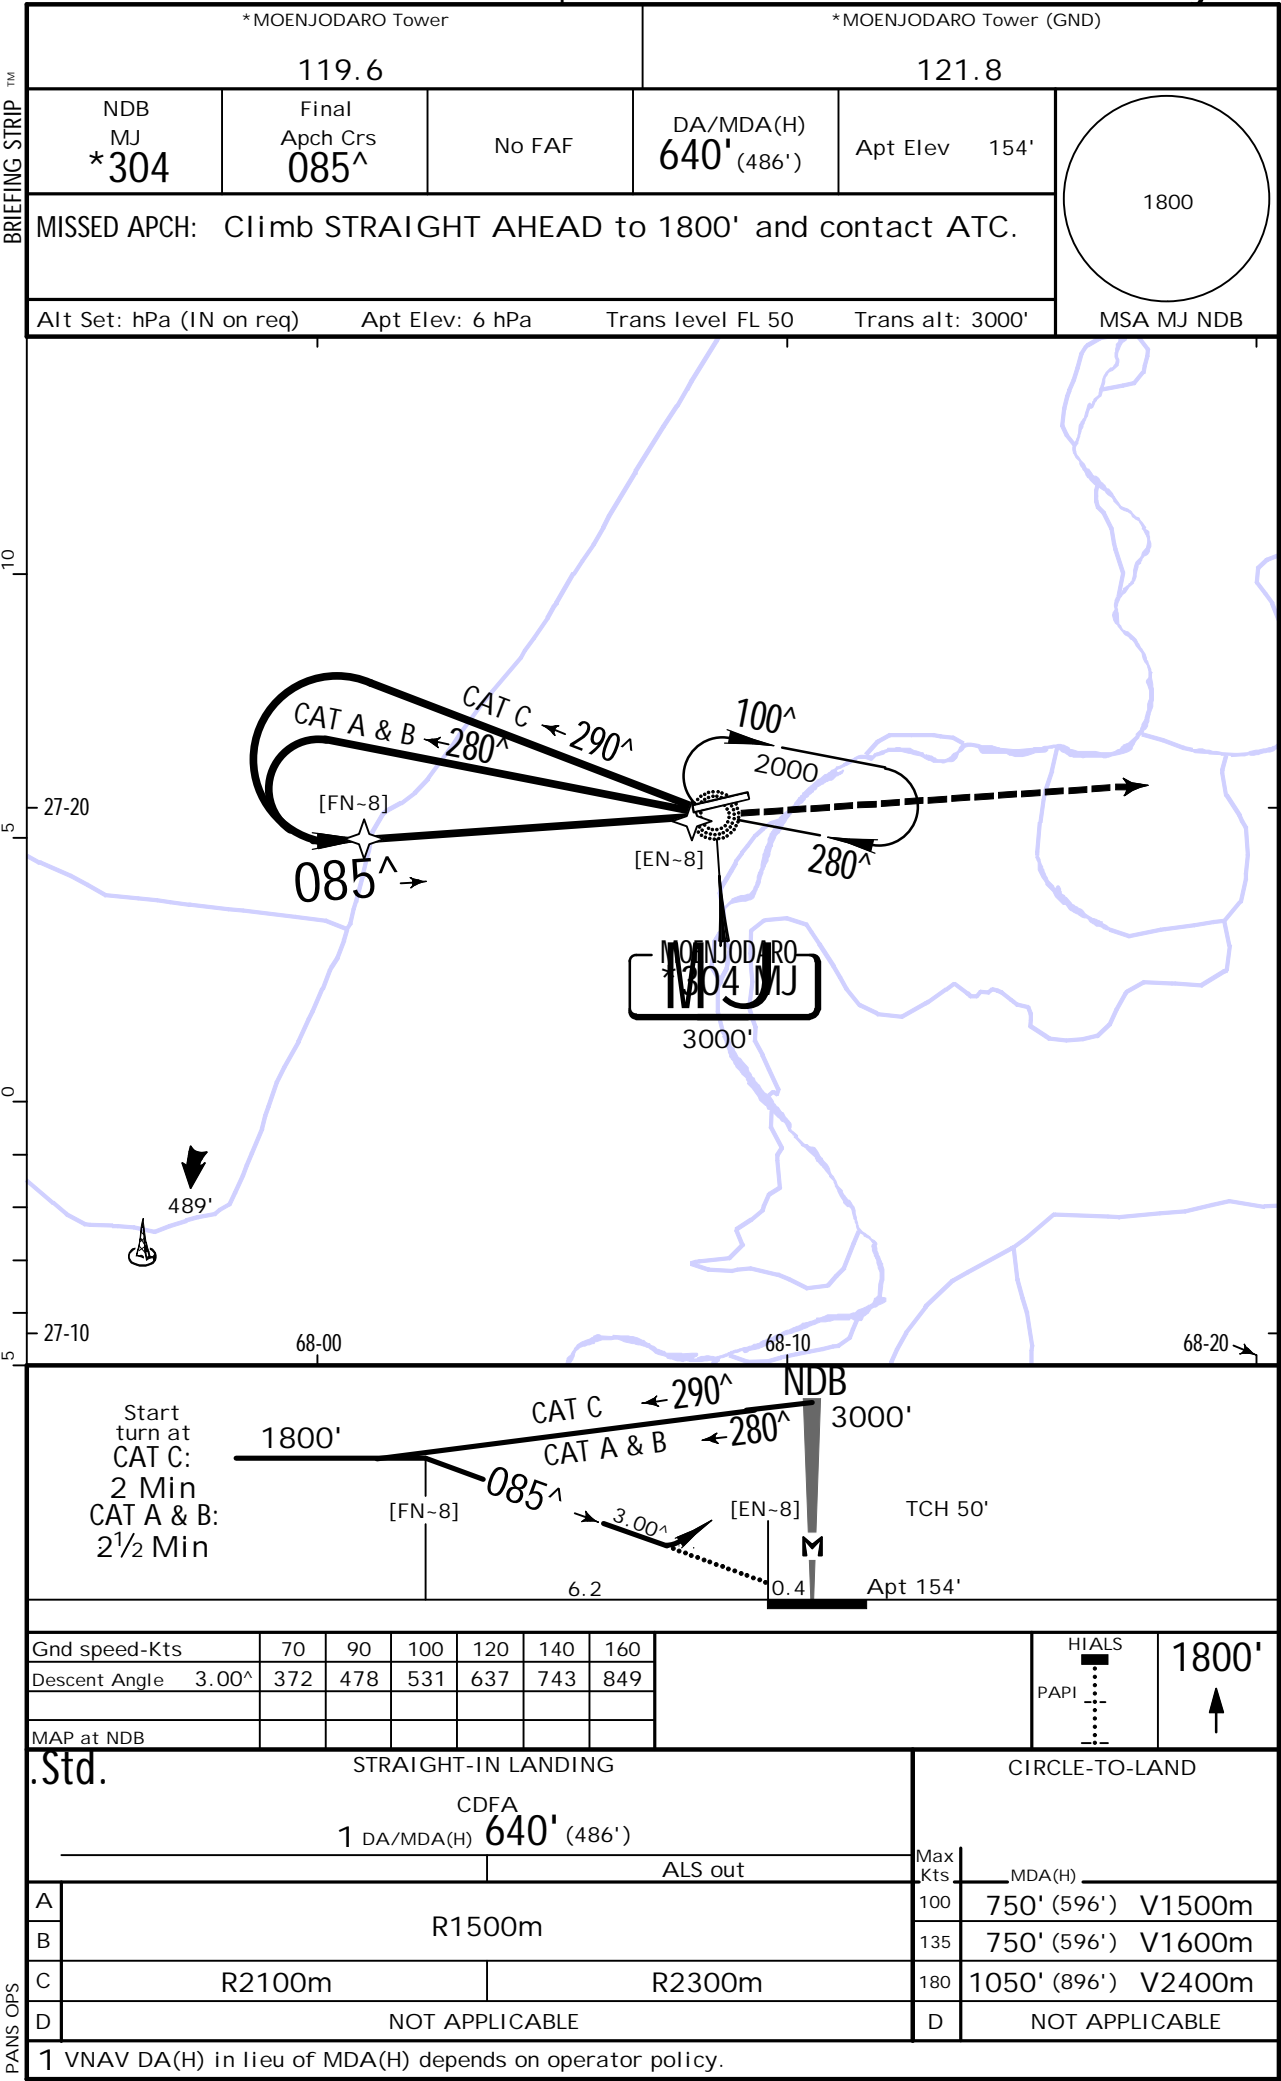 *MOENJODARO Tower
119.6
*MOENJODARO Tower (GND)
121.8
BRIEFING STRIP ™
NDB
MJ
*304
Final
Apch Crs
085^
No FAF
DA/MDA(H)
640' (486')
Apt Elev 154'
1800
MSA MJ NDB
MISSED APCH: Climb STRAIGHT AHEAD to 1800' and contact ATC.
Alt Set: hPa (IN on req) Apt Elev: 6 hPa Trans level FL 50 Trans alt: 3000'
10
5
0
5
27-20
27-10
68-00
68-10
68-20
CAT C 290^
CAT A & B 280^
[FN~8]
085^
100^
2000
280^
[EN~8]
MOENJODARO
*304 MJ
MJ
3000'
489'
Start
turn at
CAT C:
2 Min
CAT A & B:
2½ Min
1800'
CAT C 290^
CAT A & B 280^
NDB
3000'
085^
[FN~8]
3.00^
[EN~8]
TCH 50'
M
6.2
0.4
Apt 154'
Gnd speed-Kts 70 90 100 120 140 160
Descent Angle 3.00^ 372 478 531 637 743 849
MAP at NDB
HIALS
PAPI
1800'
.Std.
STRAIGHT-IN LANDING
CDFA
1 DA/MDA(H) 640' (486')
ALS out
CIRCLE-TO-LAND
Max
Kts
MDA(H)
A
B
R1500m
C R2100m R2300m
D NOT APPLICABLE
100 750' (596') V1500m
135 750' (596') V1600m
180 1050' (896') V2400m
D NOT APPLICABLE
PANS OPS
1 VNAV DA(H) in lieu of MDA(H) depends on operator policy.